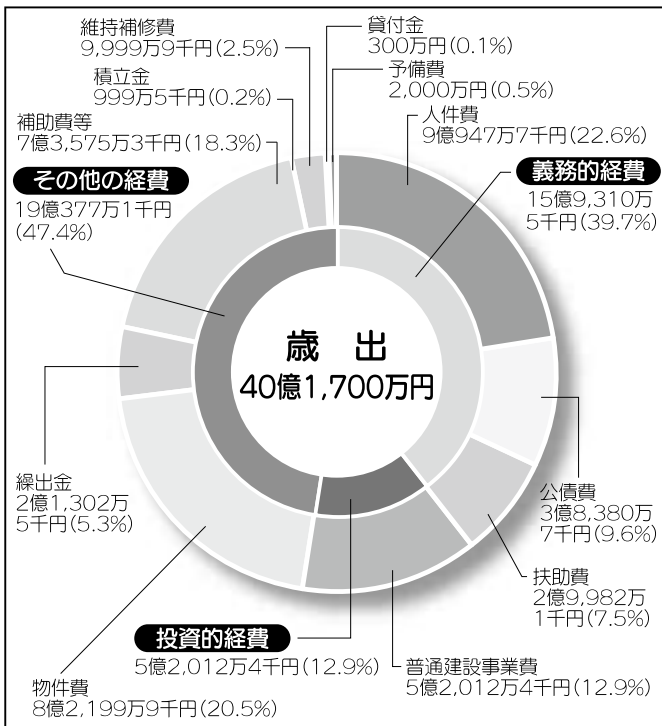 維持補修費
9,999万9千円(2.5%)
積立金
999万5千円(0.2%)
補助費等
7億3,575万3千円(18.3%)
その他の経費
19億377万1千円
(47.4%)
貸付金
300万円(0.1%)
予備費
2,000万円(0.5%)
人件費
9億947万7千円(22.6%)
義務的経費
15億9,310万
5千円(39.7%)
歳 出
40億1,700万円
繰出金
2億1,302万
5千円(5.3%)
公債費
3億8,380万
7千円(9.6%)
扶助費
2億9,982万
1千円(7.5%)
投資的経費
5億2,012万4千円(12.9%)
普通建設事業費
5億2,012万4千円(12.9%)
物件費
8億2,199万9千円(20.5%)